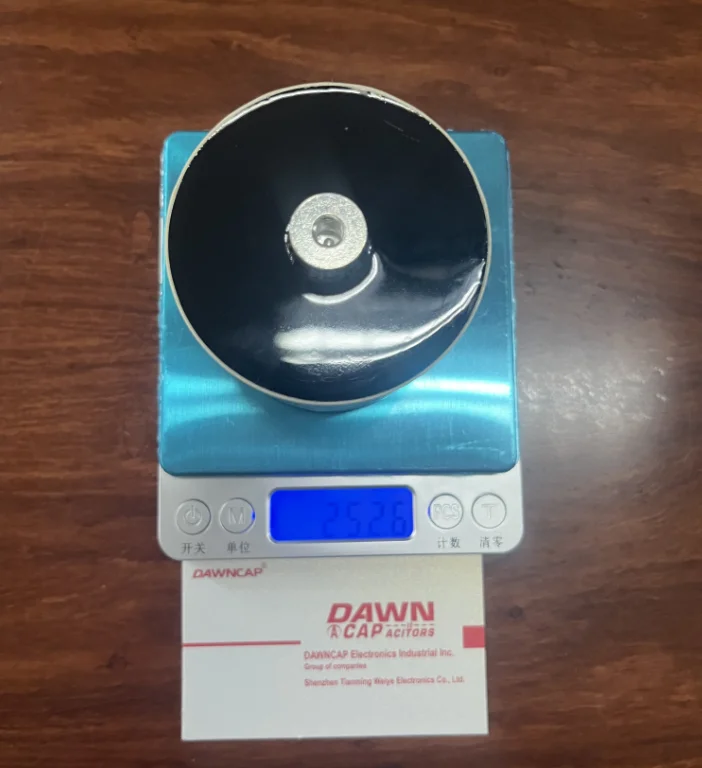 252.6
M
PCS
T
开关
单位
计数
清零
DAWNCAP®
DAWN
CAP ACITORS
DAWNCAP Electronics Industrial Inc.
Group of companies
Shenzhen Tianming Weiye Electronics Co., Ltd.